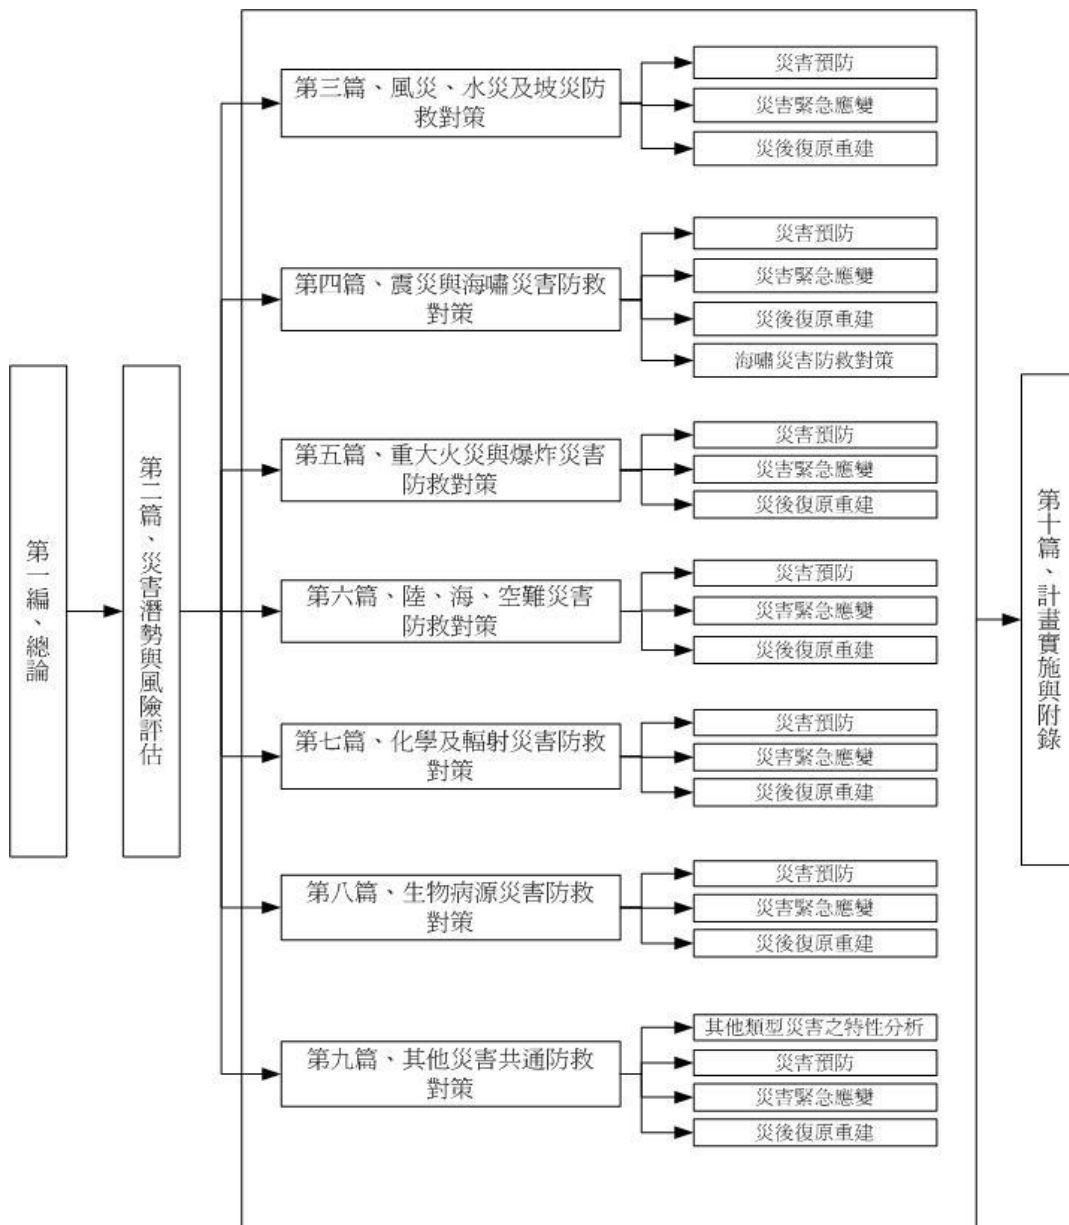 第一編、總論
第二篇、災害潛勢與風險評估
第三篇、風災、水災及坡災防
救對策
災害預防
災害緊急應變
災後復原重建
第四篇、震災與海嘯災害防救
對策
災害預防
災害緊急應變
災後復原重建
海嘯災害防救對策
第五篇、重大火災與爆炸災害
防救對策
災害預防
災害緊急應變
災後復原重建
第六篇、陸、海、空難災害
防救對策
災害預防
災害緊急應變
災後復原重建
第七篇、化學及輻射災害防救
對策
災害預防
災害緊急應變
災後復原重建
第八篇、生物病源災害防救
對策
災害預防
災害緊急應變
災後復原重建
第九篇、其他災害共通防救
對策
其他類型災害之特性分析
災害預防
災害緊急應變
災後復原重建
第十篇、計畫實施與附錄